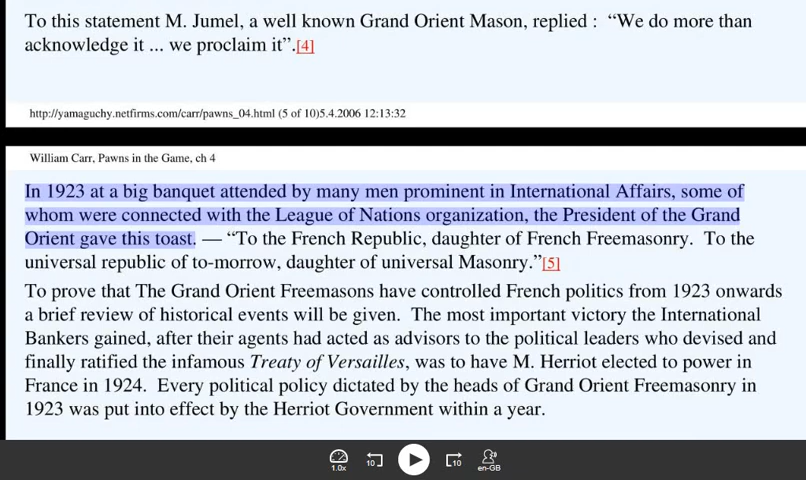 To this statement M. Jumel, a well known Grand Orient Mason, replied :  “We do more than
acknowledge it ... we proclaim it”.[4]
http://yamaguchy.netfirms.com/carr/pawns_04.html (5 of 10)5.4.2006 12:13:32
William Carr, Pawns in the Game, ch 4
In 1923 at a big banquet attended by many men prominent in International Affairs, some of
whom were connected with the League of Nations organization, the President of the Grand
Orient gave this toast. — “To the French Republic, daughter of French Freemasonry.  To the
universal republic of to-morrow, daughter of universal Masonry.”[5]
To prove that The Grand Orient Freemasons have controlled French politics from 1923 onwards
a brief review of historical events will be given.  The most important victory the International
Bankers gained, after their agents had acted as advisors to the political leaders who devised and
finally ratified the infamous Treaty of Versailles, was to have M. Herriot elected to power in
France in 1924.  Every political policy dictated by the heads of Grand Orient Freemasonry in
1923 was put into effect by the Herriot Government within a year.
1.0x 10 10 en-GB